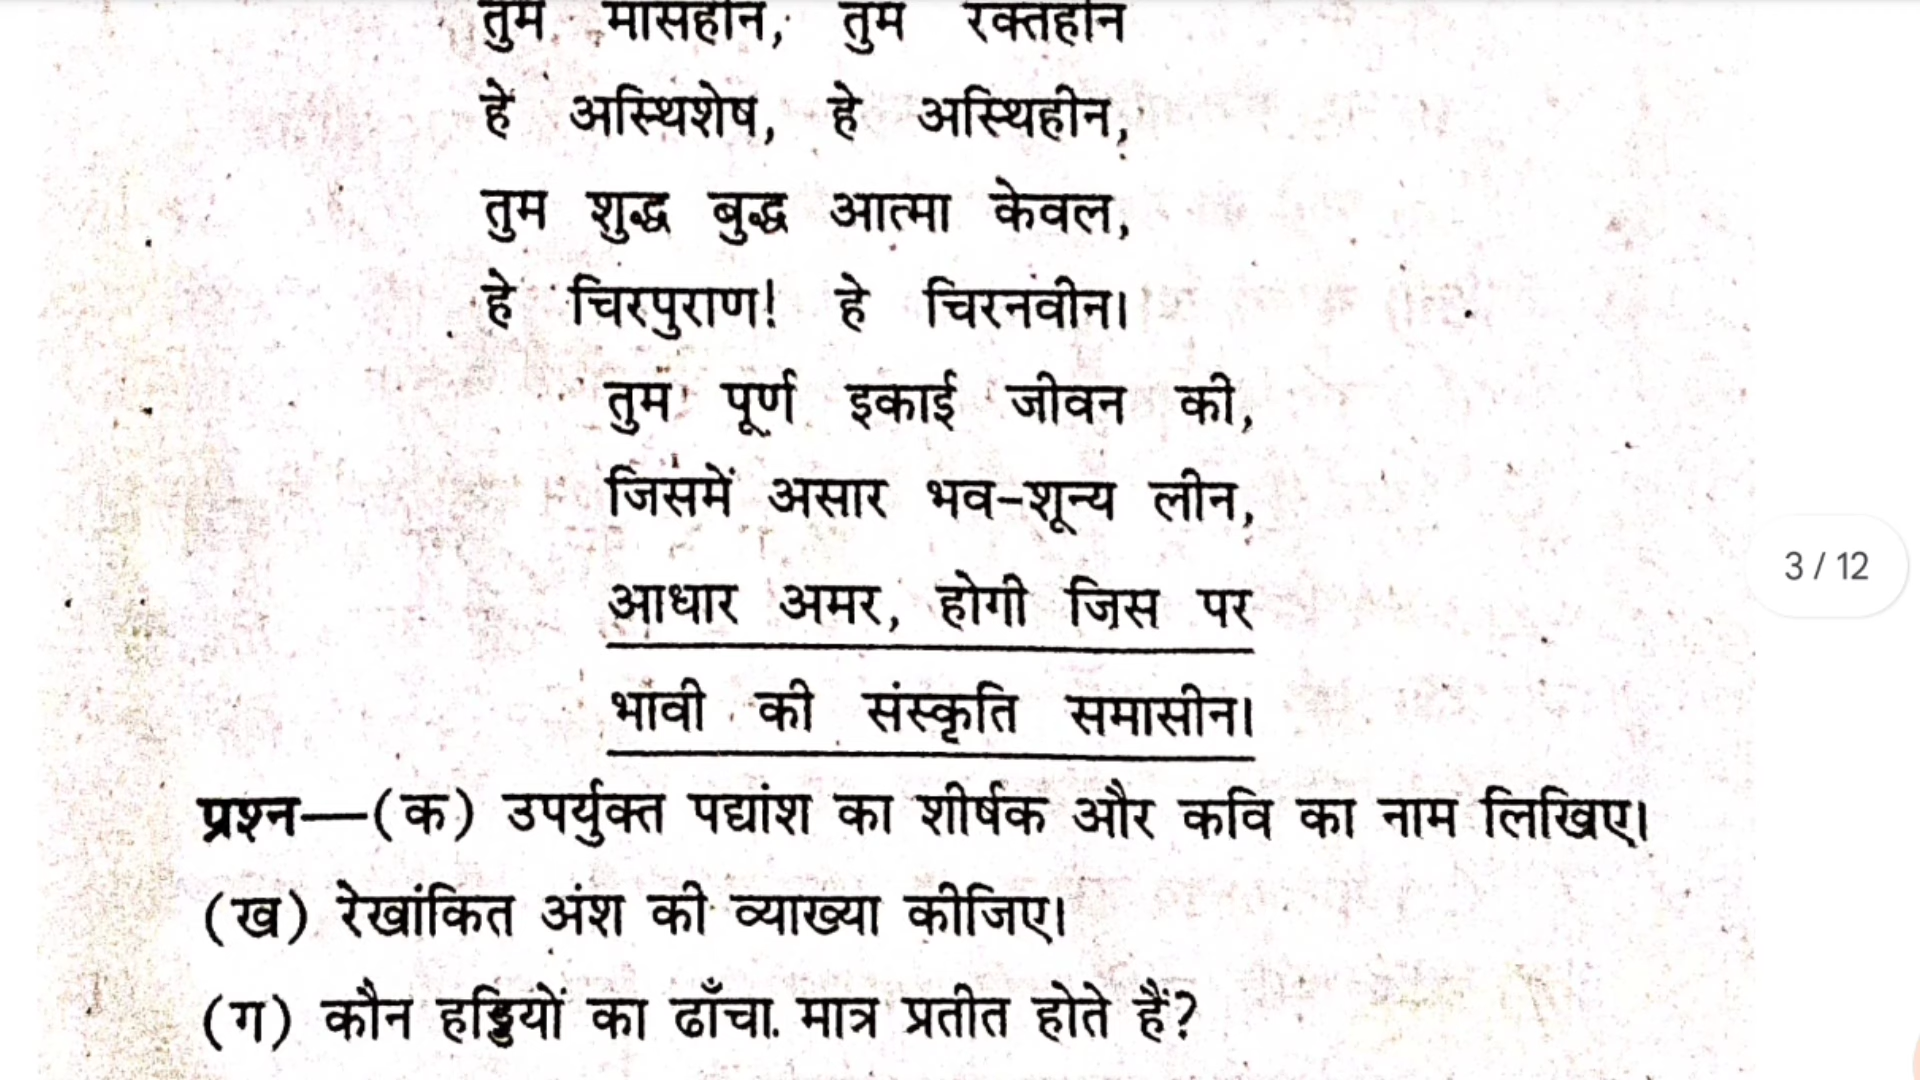 तुम मांसहीन, तुम रक्तहीन
हे अस्थिशेष, हे अस्थिहीन,
तुम शुद्ध बुद्ध आत्मा केवल,
हे चिरपुराण! हे चिरनवीन।
तुम पूर्ण इकाई जीवन की,
जिसमें असार भव-शून्य लीन,
आधार अमर, होगी जिस पर
भावी की संस्कृति समासीन।
3 / 12
प्रश्न—(क) उपर्युक्त पद्यांश का शीर्षक और कवि का नाम लिखिए।
(ख) रेखांकित अंश की व्याख्या कीजिए।
(ग) कौन हड्डियों का ढाँचा मात्र प्रतीत होते हैं?